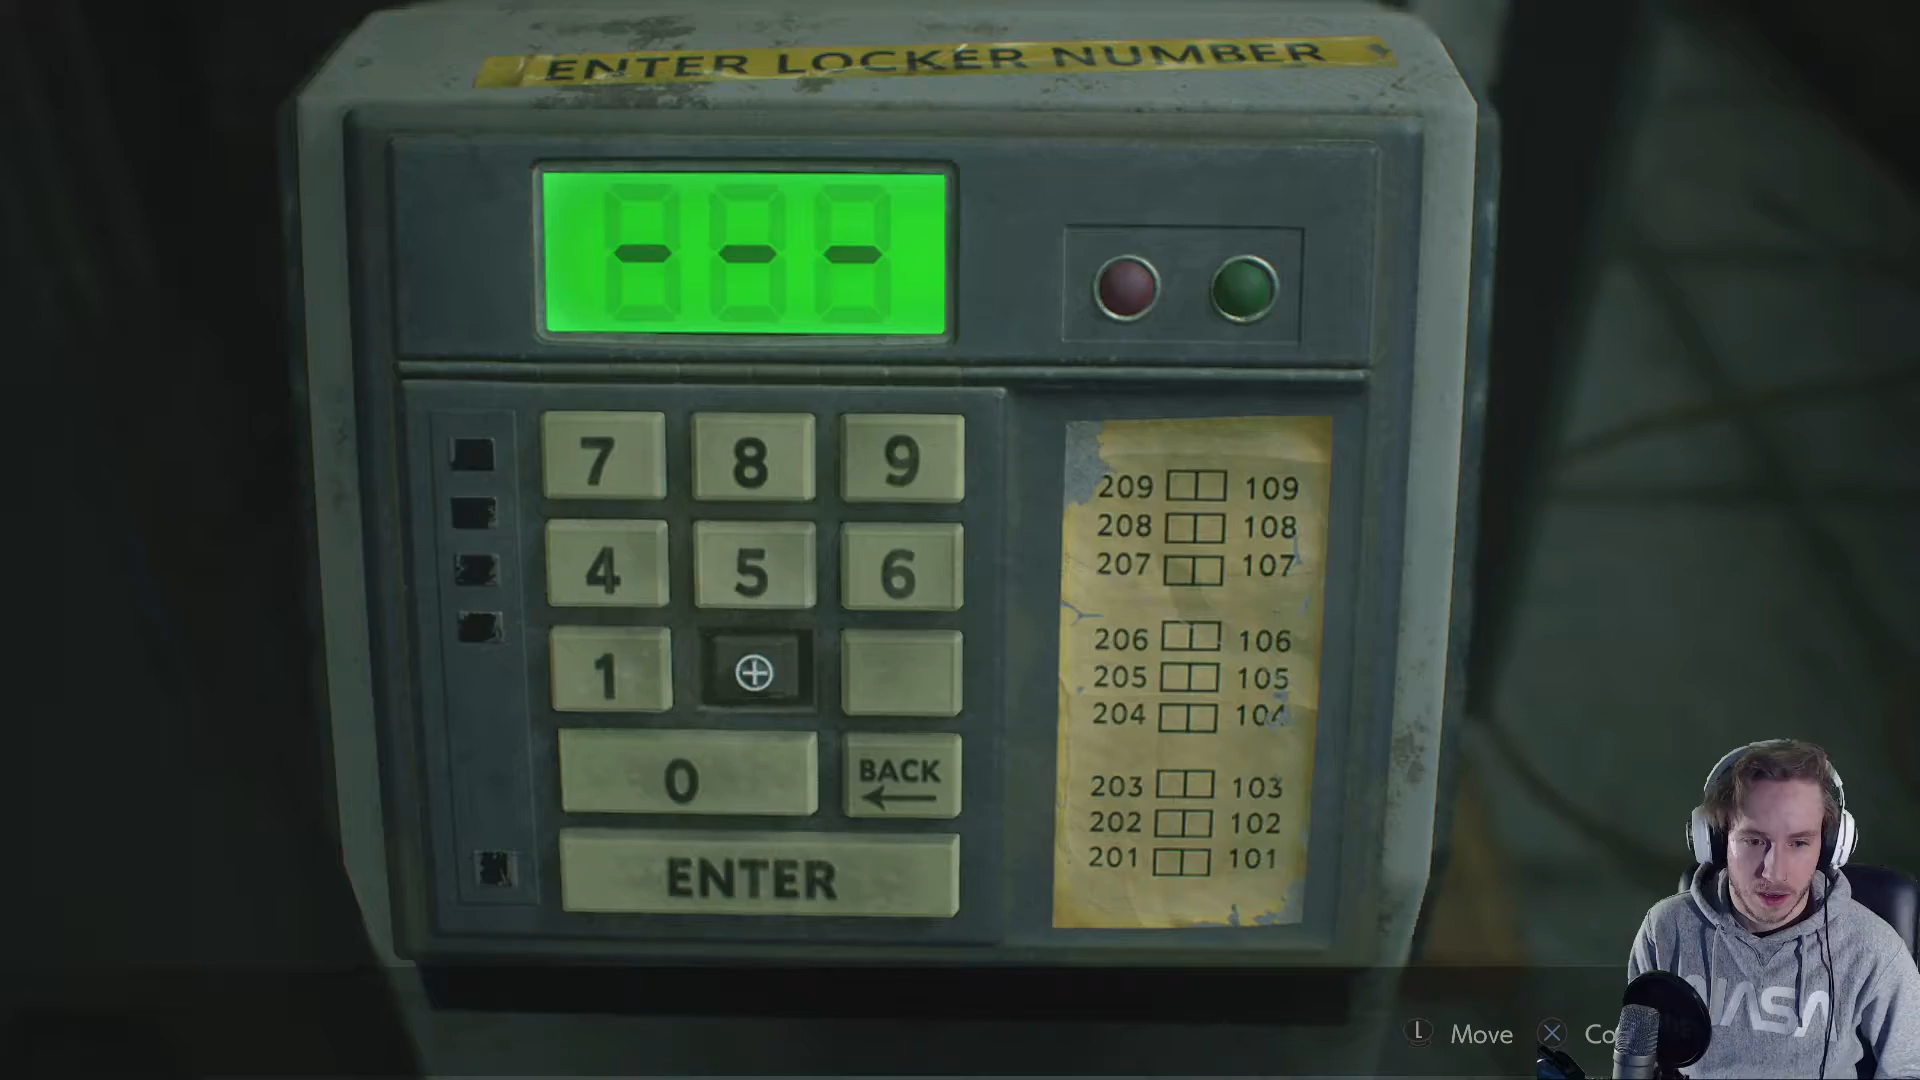 ENTER LOCKER NUMBER
7 8 9
4 5 6
1
0 BACK
ENTER
209 109
208 108
207 107
206 106
205 105
204 104
203 103
202 102
201 101
NASA
L Move